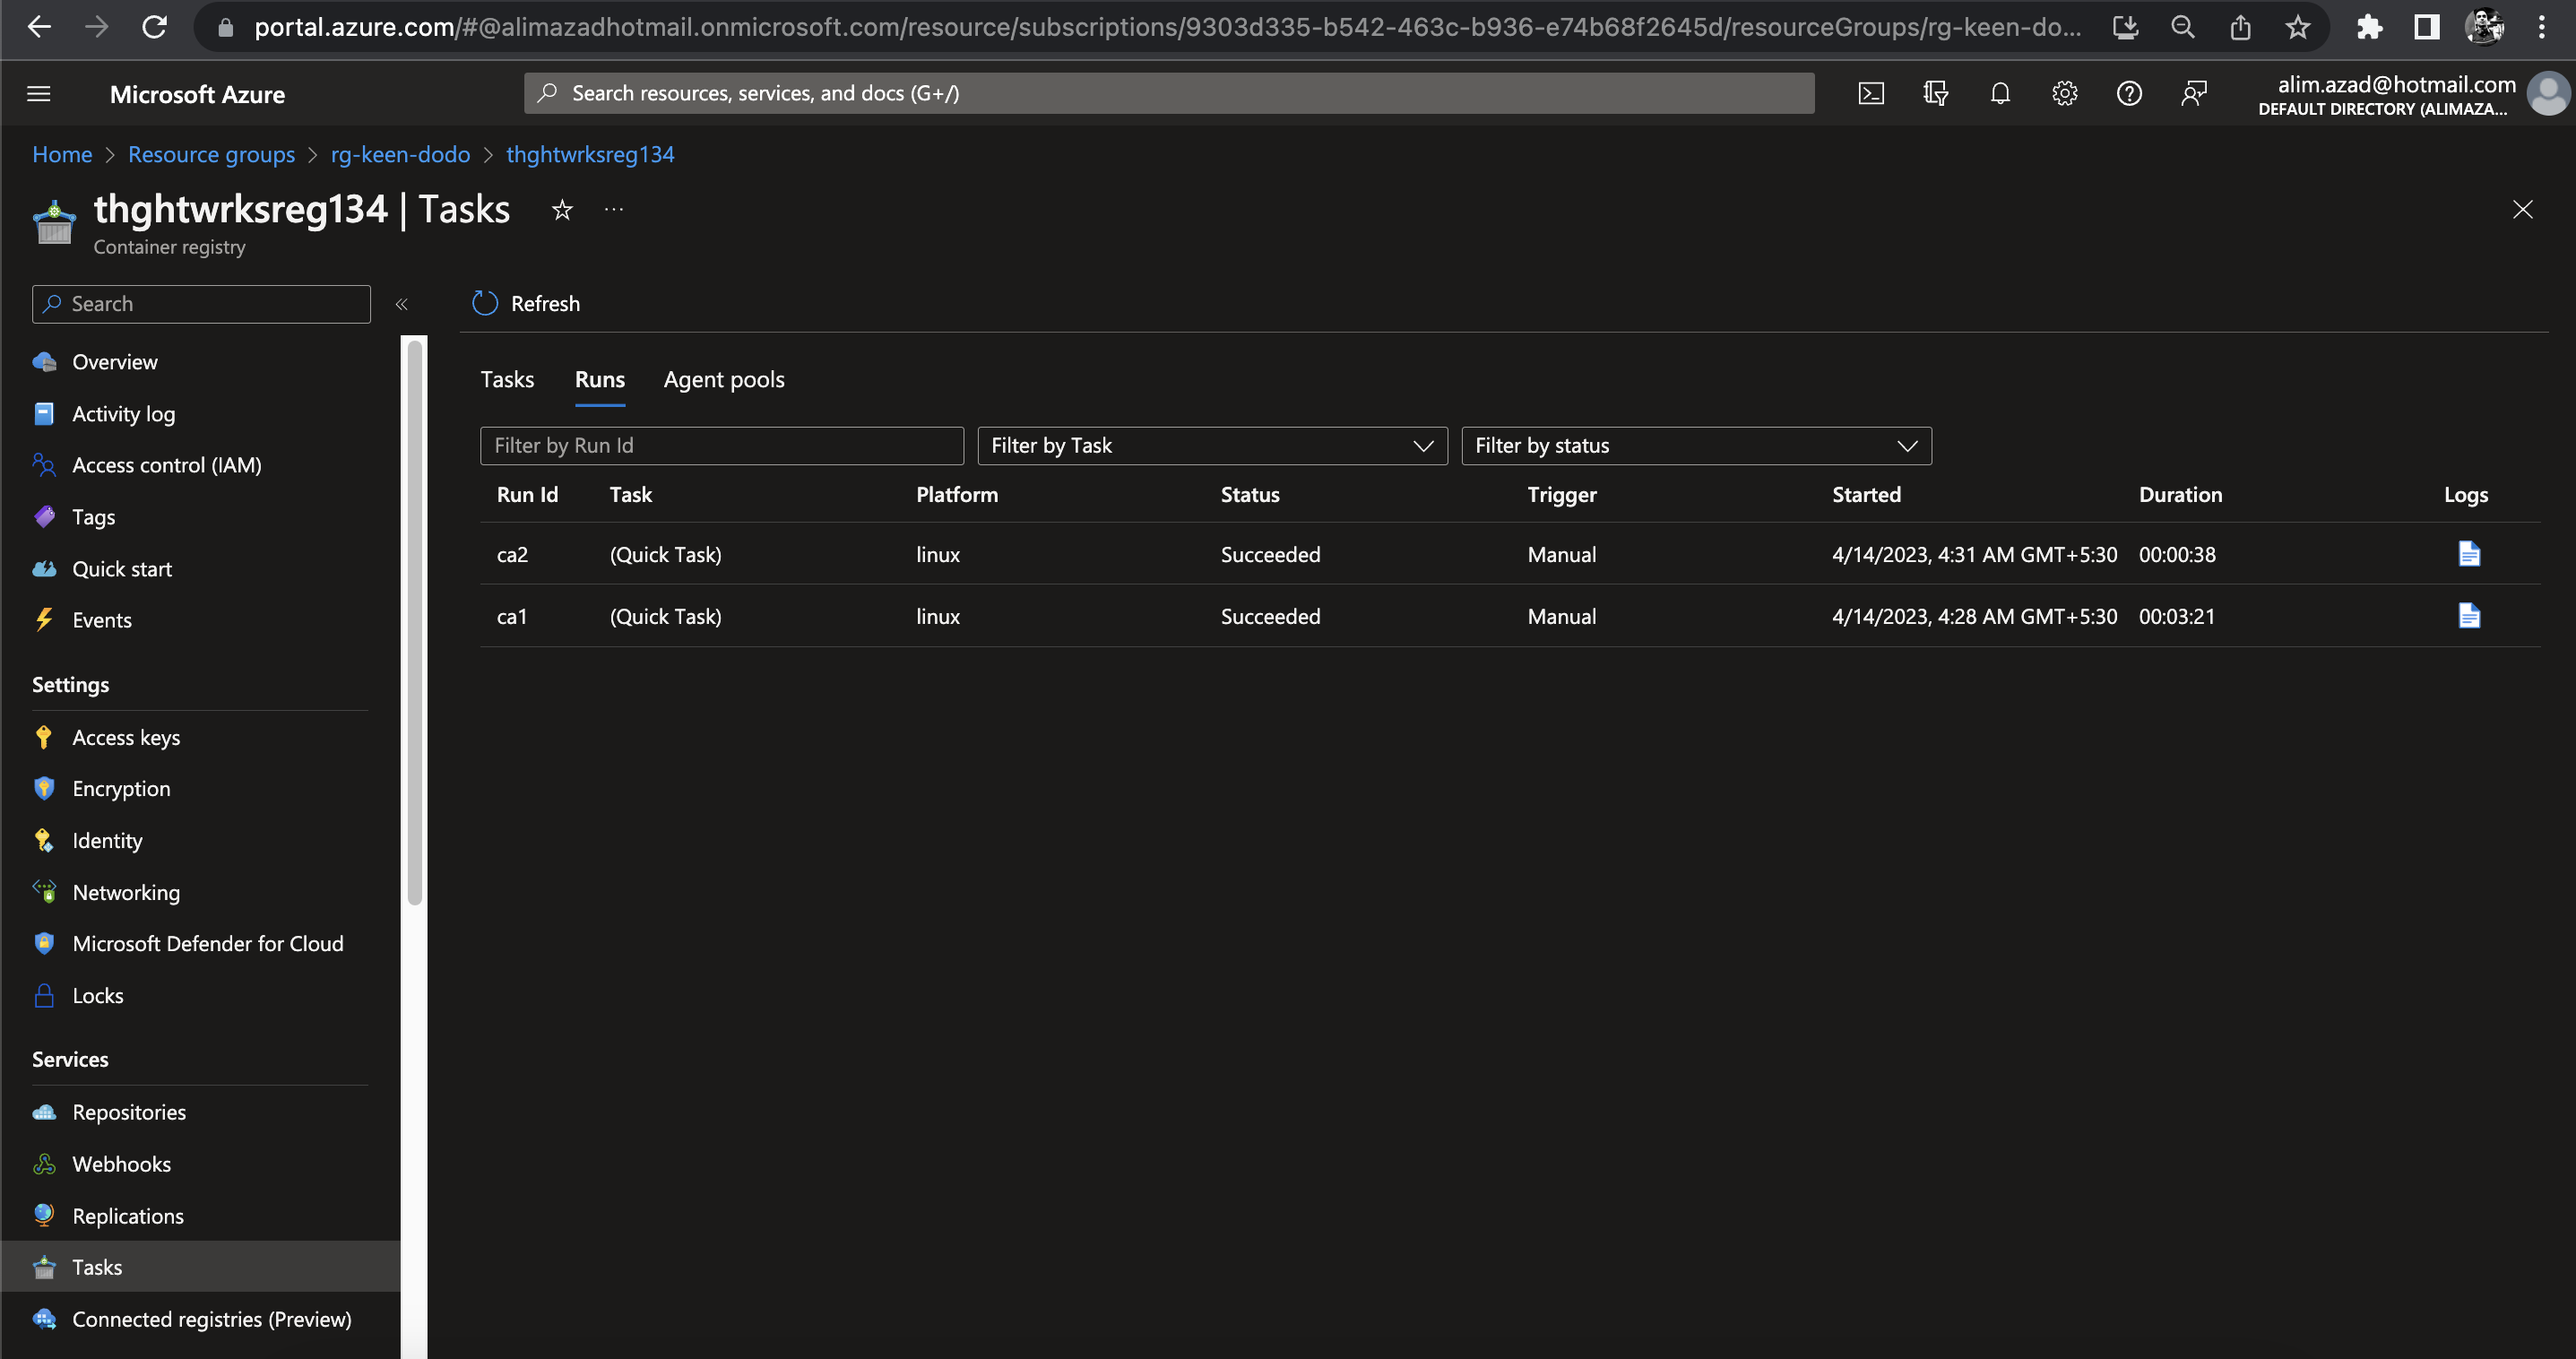 portal.azure.com/#@alimazadhotmail.onmicrosoft.com/resource/subscriptions/9303d335-b542-463c-b936-e74b68f2645d/resourceGroups/rg-keen-do...
Microsoft Azure
Search resources, services, and docs (G+/)
alim.azad@hotmail.com
DEFAULT DIRECTORY (ALIMAZA...
Home > Resource groups > rg-keen-dodo > thghtwrksreg134
thghtwrksreg134 | Tasks
Container registry
Search
Refresh
Overview
Activity log
Access control (IAM)
Tags
Quick start
Events
Settings
Access keys
Encryption
Identity
Networking
Microsoft Defender for Cloud
Locks
Services
Repositories
Webhooks
Replications
Tasks
Connected registries (Preview)
Tasks Runs Agent pools
Filter by Run Id Filter by Task Filter by status
Run Id Task Platform Status Trigger Started Duration Logs
ca2 (Quick Task) linux Succeeded Manual 4/14/2023, 4:31 AM GMT+5:30 00:00:38
ca1 (Quick Task) linux Succeeded Manual 4/14/2023, 4:28 AM GMT+5:30 00:03:21